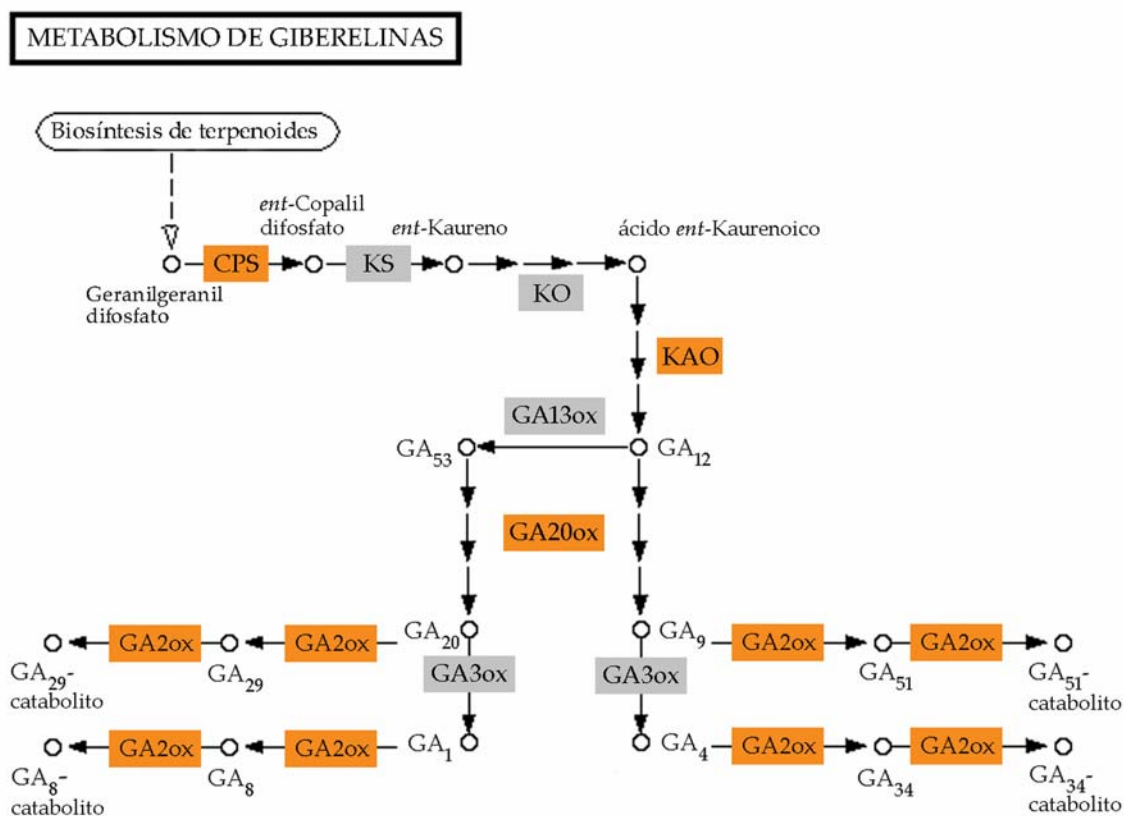 METABOLISMO DE GIBERELINAS
Biosíntesis de terpenoides
ent-Copalil
difosfato
ent-Kaureno
ácido ent-Kaurenoico
CPS
KS
KO
Geranilgeranil
difosfato
KAO
GA13ox
GA53
GA12
GA20ox
GA2ox
GA2ox
GA20
GA9
GA2ox
GA2ox
GA29-
catabolito
GA29
GA3ox
GA3ox
GA51
GA51-
catabolito
GA2ox
GA2ox
GA1
GA4
GA2ox
GA2ox
GA8-
catabolito
GA8
GA34
GA34-
catabolito